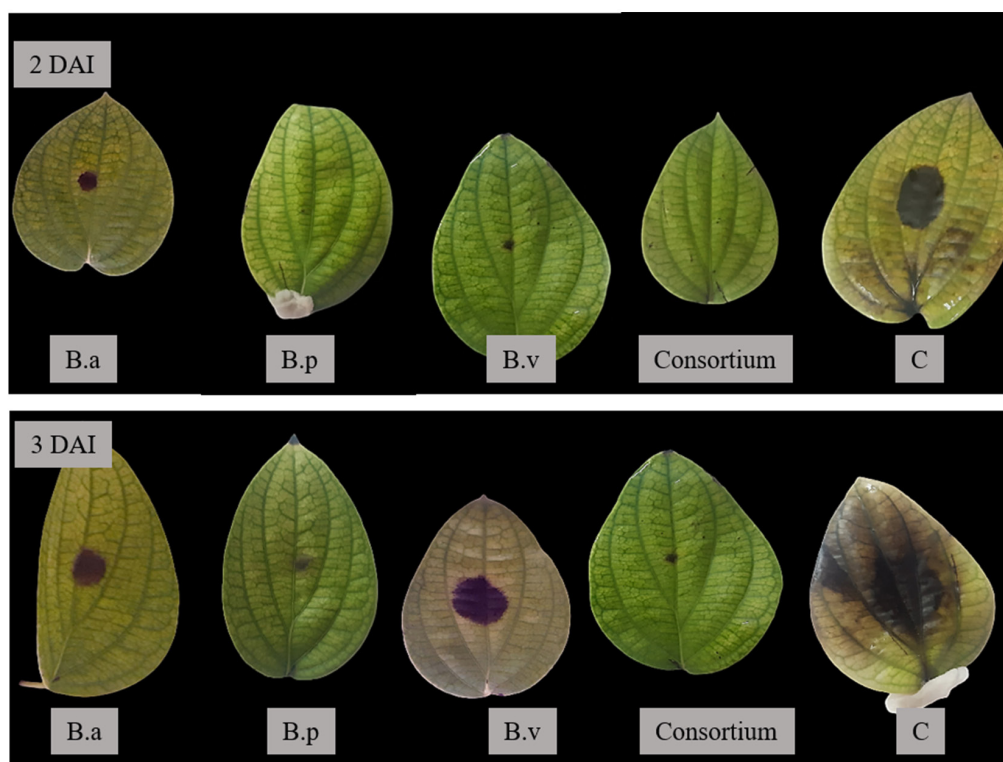 2 DAI
B.a
B.p
B.v
Consortium
C
3 DAI
B.a
B.p
B.v
Consortium
C